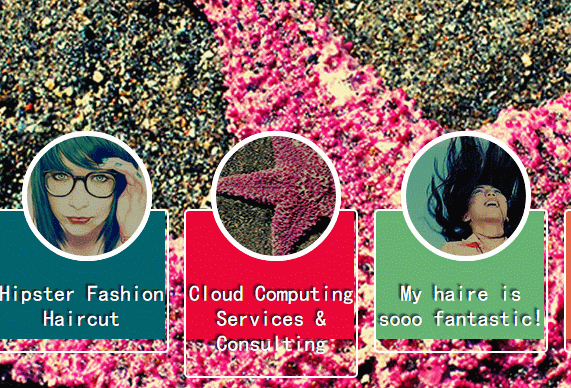 Hipster Fashion
Haircut
Cloud Computing
Services &
Consulting
My haire is
sooo fantastic!